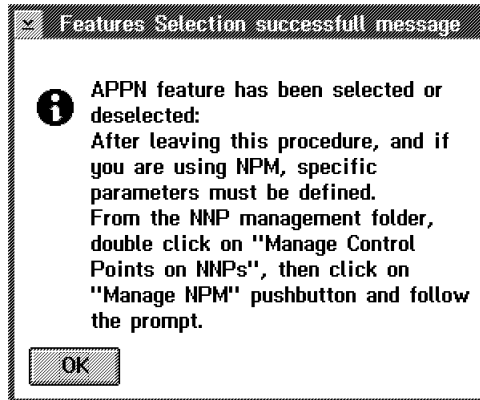 Features Selection successfull message
APPN feature has been selected or
deselected:
After leaving this procedure, and if
you are using NPM, specific
parameters must be defined.
From the NNP management folder,
double click on "Manage Control
Points on NNPs", then click on
"Manage NPM" pushbutton and follow
the prompt.
OK